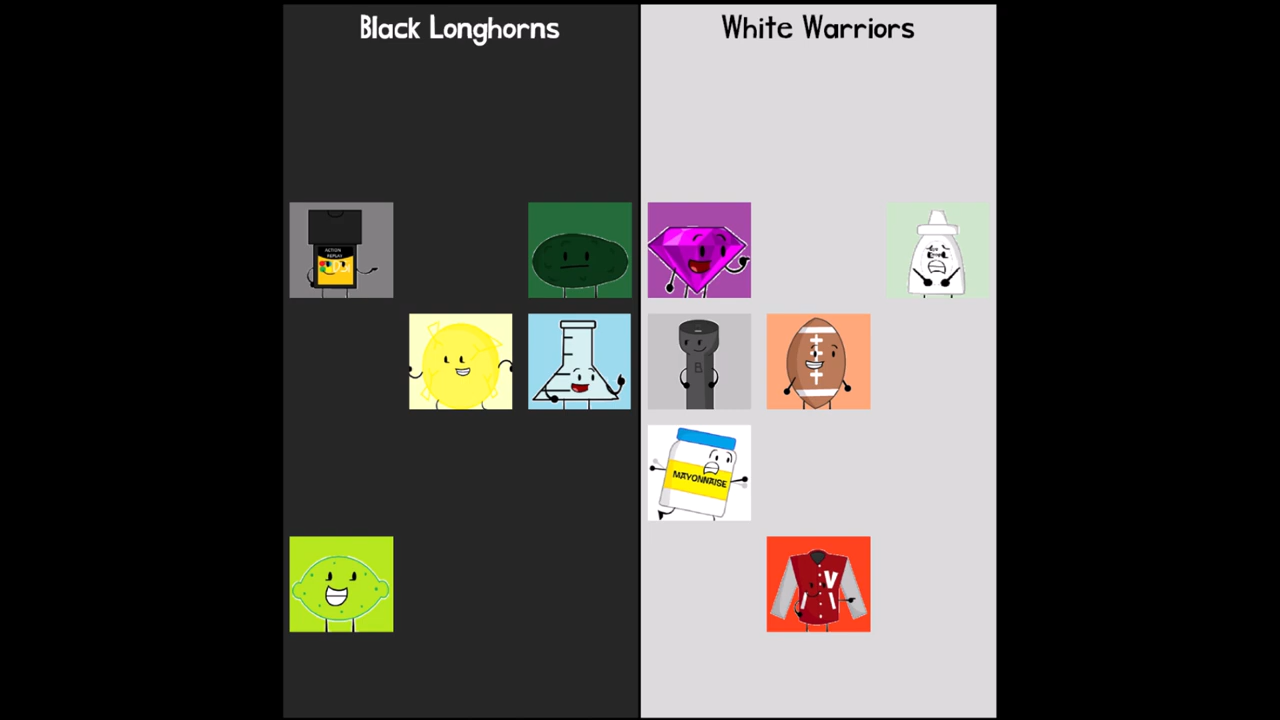 Black Longhorns
White Warriors
ACTION
REPLAY
MAYONNAISE
V